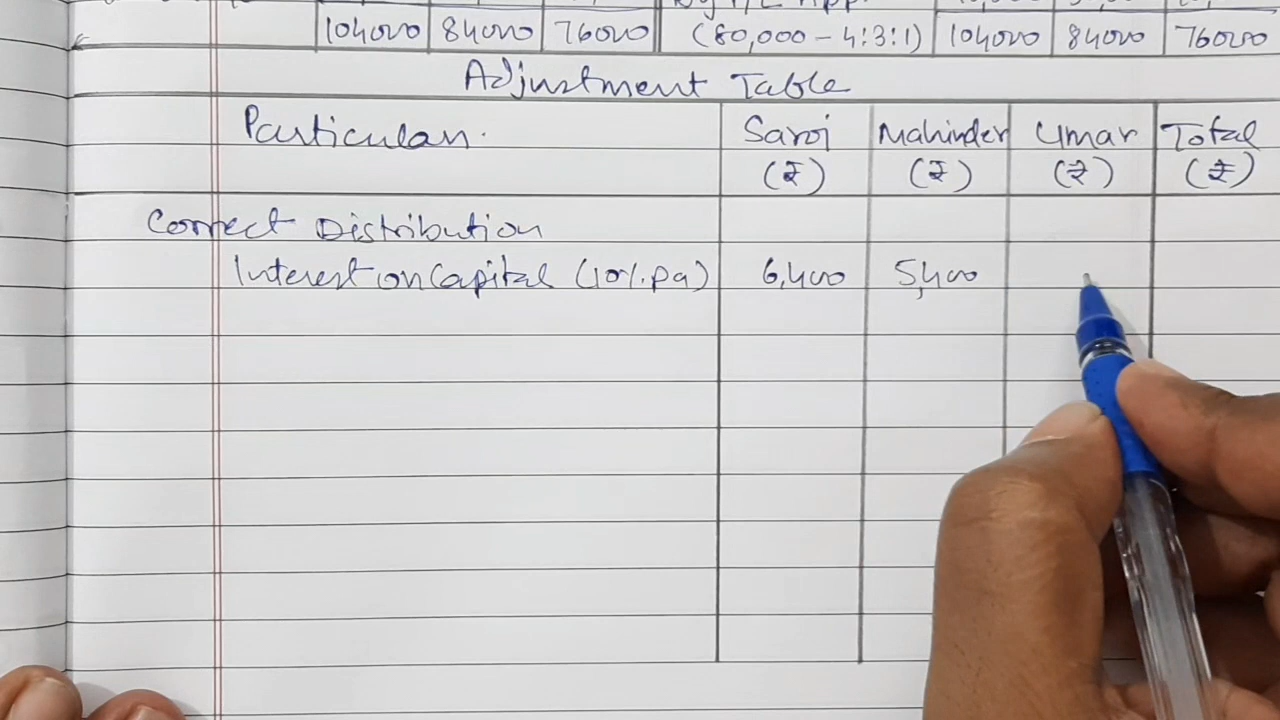 104000 84000 76000 (80,000 - 4:3:1) 104000 84000 76000
Adjustment Table
Particulars. Saroj Mahinder Umar Total
(₹) (₹) (₹) (₹)
Correct Distribution
Interest on Capital (10%.pa) 6,400 5,400